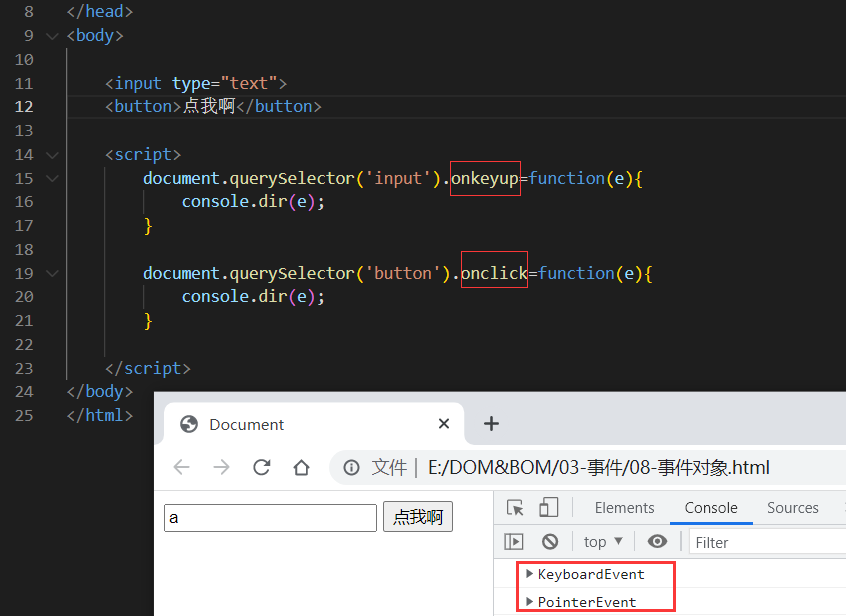 8 </head>
9 <body>
10
11 <input type="text">
12 <button>点我啊</button>
13
14 <script>
15 document.querySelector('input').onkeyup=function(e){
16 console.dir(e);
17 }
18
19 document.querySelector('button').onclick=function(e){
20 console.dir(e);
21 }
22
23 </script>
24 </body>
25 </html>
Document
文件 | E:/DOM&BOM/03-事件/08-事件对象.html
a 点我啊
Elements Console Sources
top Filter
KeyboardEvent
PointerEvent